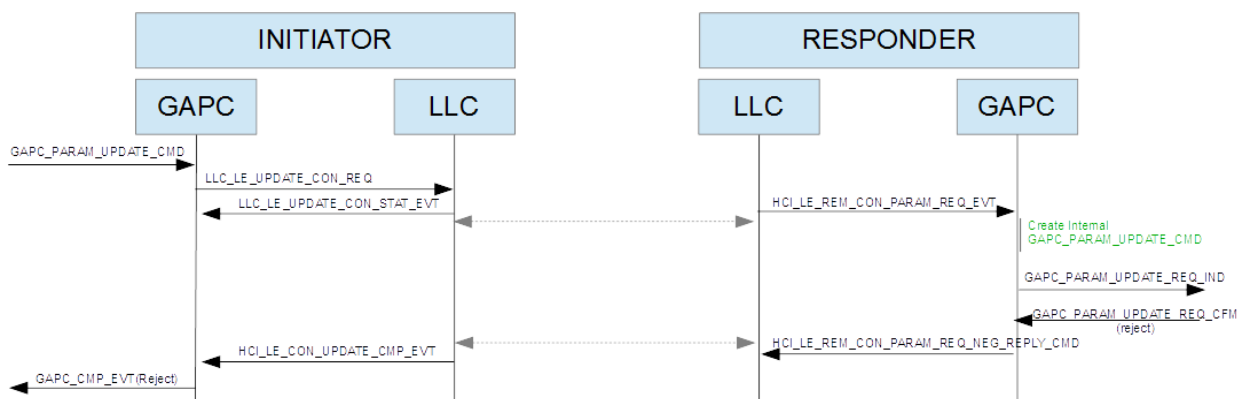 INITIATOR
RESPONDER
GAPC
LLC
LLC
GAPC
GAPC_PARAM_UPDATE_CMD
LLC_LE_UPDATE_CON_REQ
LLC_LE_UPDATE_CON_STAT_EVT
HCI_LE_REM_CON_PARAM_REQ_EVT
Create Internal
GAPC_PARAM_UPDATE_CMD
GAPC_PARAM_UPDATE_REQ_IND
GAPC_PARAM_UPDATE_REQ_CFM
(reject)
HCI_LE_CON_UPDATE_CMP_EVT
HCI_LE_REM_CON_PARAM_REQ_NEG_REPLY_CMD
GAPC_CMP_EVT(Reject)